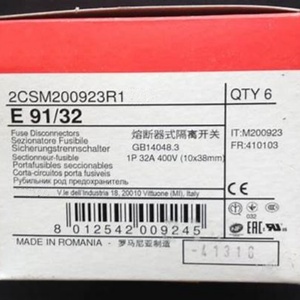 2CSM200923R1
QTY 6
E 91/32
Fuse Disconnectors
Sezionatore Fusibile
Sicherungstrennschalter
Sectionneur-fusible
Portafusibles seccionables
Corta-circuitos porta fusíveis
Рубильник род предохранитель
熔断器式隔离开关
GB14048.3
1P 32A 400V (10x38mm)
IT:M200923
FR:410103
V.le dell'Industria 18, 20010 Vittuone (MI), Italy
8 012542 009245
032
EAC
MADE IN ROMANIA - 罗马尼亚制造